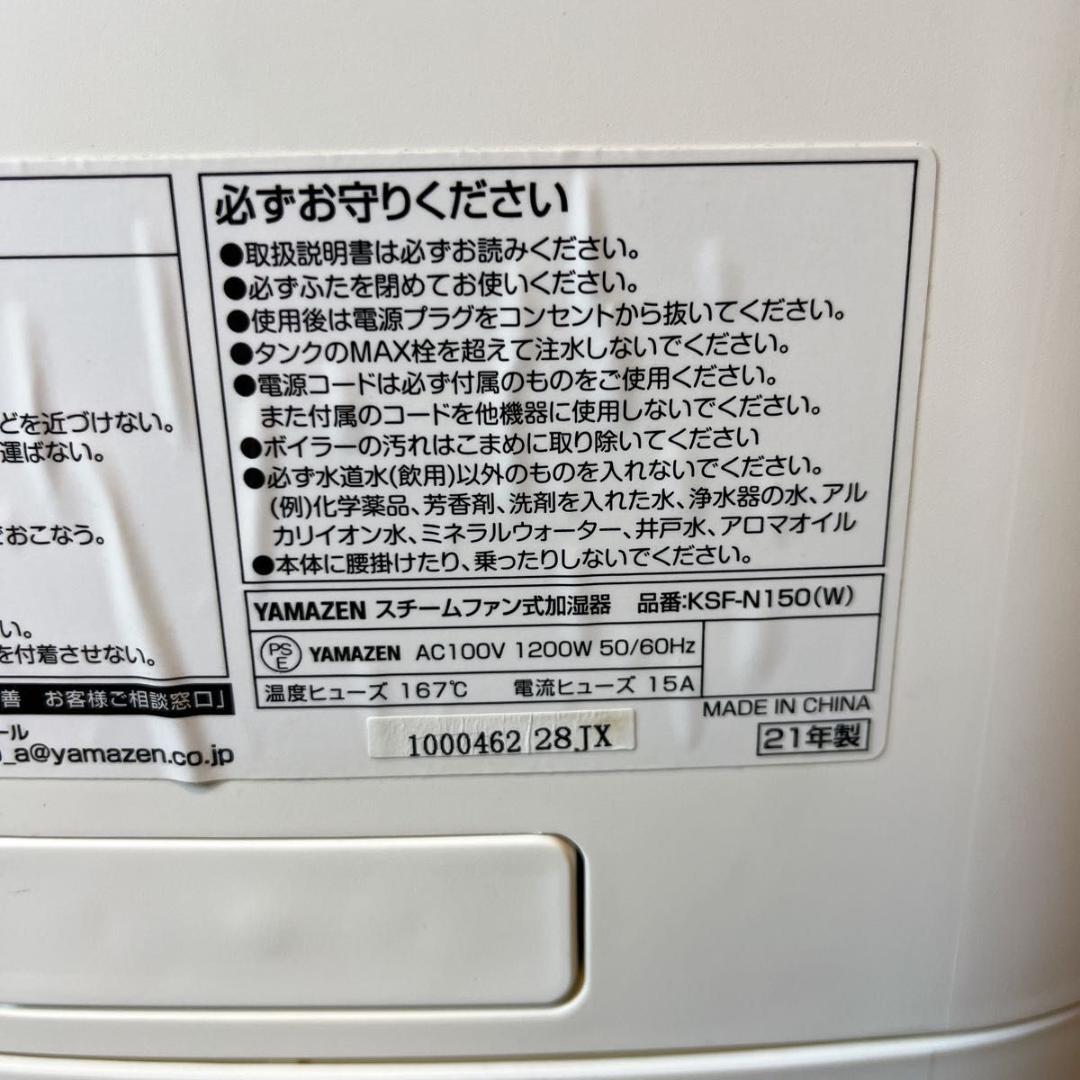 どを近づけない。
運ばない。
でおこなう。
い。
を付着させない。
善 お客様ご相談窓口」
ール
_a@yamazen.co.jp
必ずお守りください
●取扱説明書は必ずお読みください。
●必ずふたを閉めてお使いください。
●使用後は電源プラグをコンセントから抜いてください。
●タンクのMAX栓を超えて注水しないでください。
●電源コードは必ず付属のものをご使用ください。
また付属のコードを他機器に使用しないでください。
●ボイラーの汚れはこまめに取り除いてください
●必ず水道水(飲用)以外のものを入れないでください。
(例)化学薬品、芳香剤、洗剤を入れた水、浄水器の水、アル
カリイオン水、ミネラルウォーター、井戸水、アロマオイル
●本体に腰掛けたり、乗ったりしないでください。
YAMAZEN スチームファン式加湿器 品番:KSF-N150(W)
PS E YAMAZEN AC100V 1200W 50/60Hz
温度ヒューズ 167℃ 電流ヒューズ 15A
MADE IN CHINA
1000462 28JX
21年製